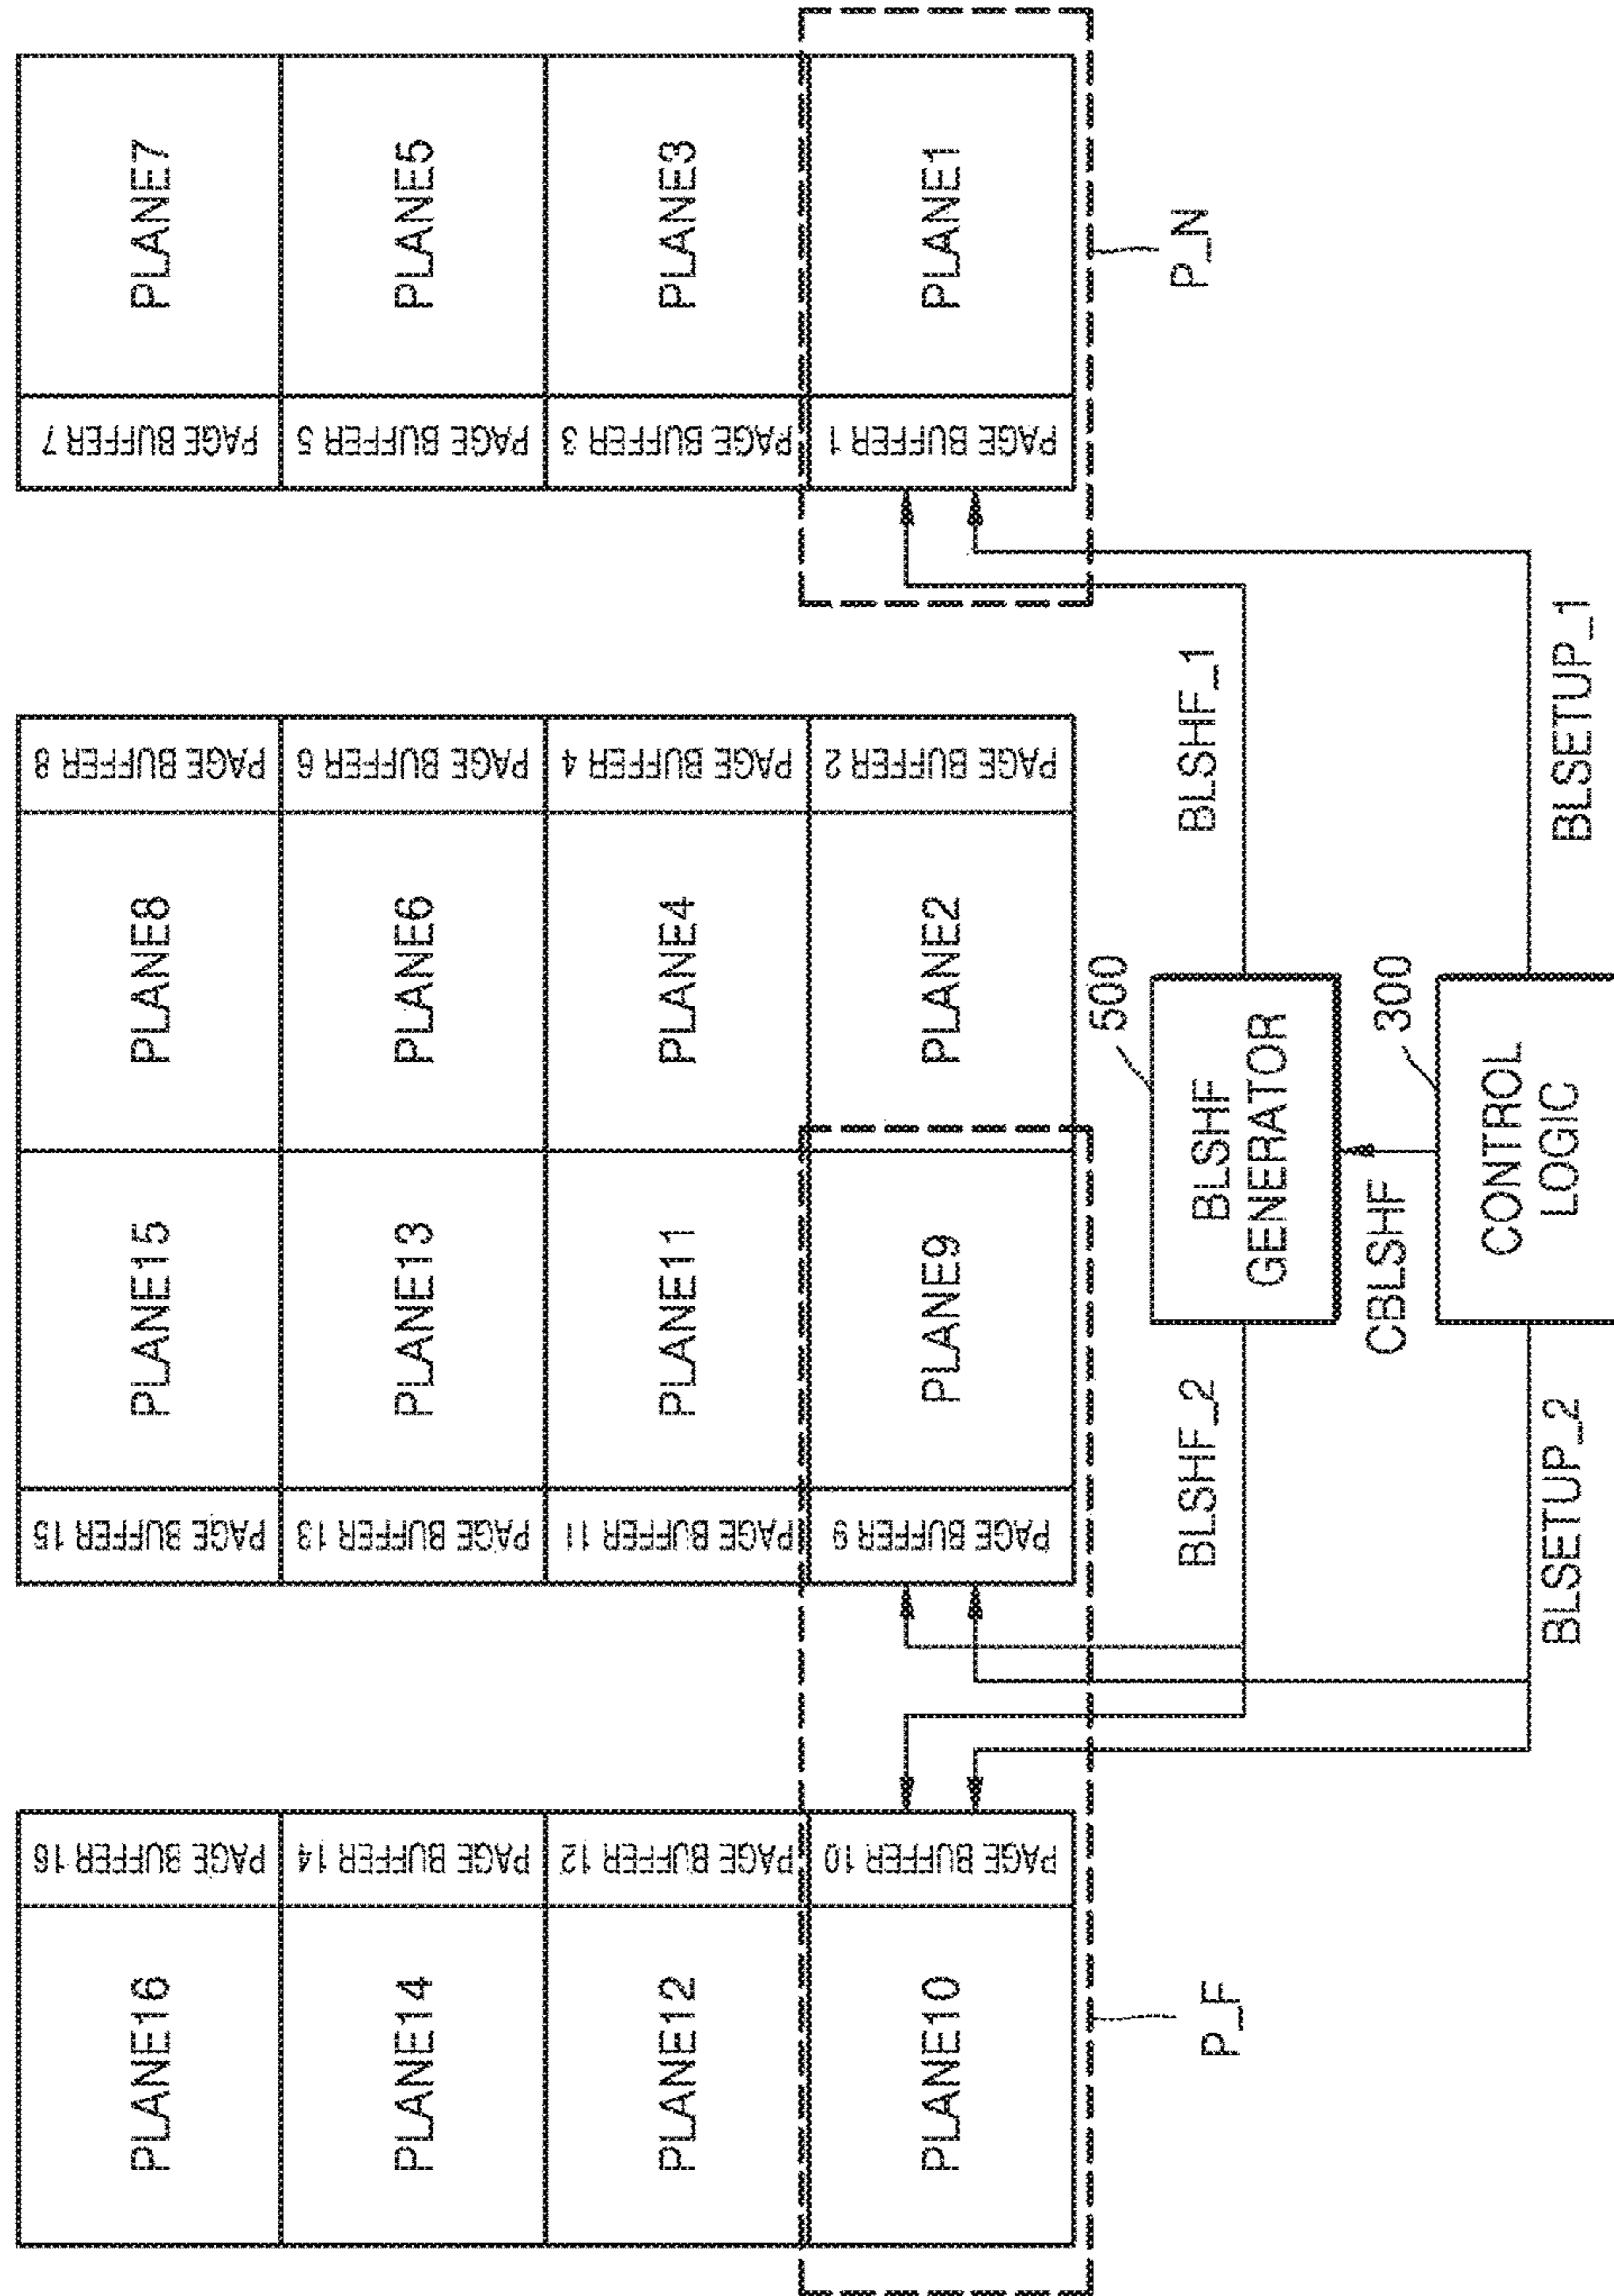 PLANE16
PAGE BUFFER 16
PAGE BUFFER 15
PLANE15
PLANE8
PAGE BUFFER 8
PAGE BUFFER 7
PLANE7
PLANE14
PAGE BUFFER 14
PAGE BUFFER 13
PLANE13
PLANE6
PAGE BUFFER 6
PAGE BUFFER 5
PLANE5
PLANE12
PAGE BUFFER 12
PAGE BUFFER 11
PLANE11
PLANE4
PAGE BUFFER 4
PAGE BUFFER 3
PLANE3
PLANE10
PAGE BUFFER 10
PAGE BUFFER 9
PLANE9
PLANE2
PAGE BUFFER 2
PAGE BUFFER 1
PLANE1
P_F
P_N
BLSHF_2
500
BLSHF
GENERATOR
BLSHF_1
CBLSHF
300
BLSETUP_2
CONTROL
LOGIC
BLSETUP_1